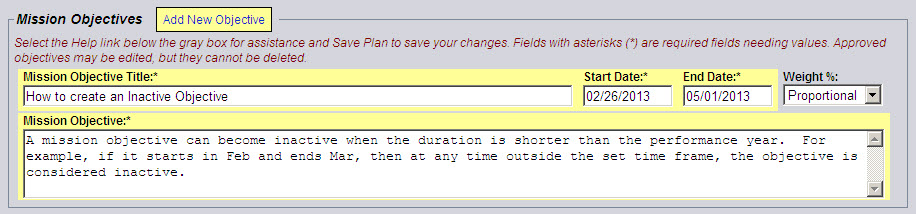 Mission Objectives Add New Objective
Select the Help link below the gray box for assistance and Save Plan to save your changes. Fields with asterisks (*) are required fields needing values. Approved
objectives may be edited, but they cannot be deleted.
Mission Objective Title:* Start Date:* End Date:* Weight %:
How to create an Inactive Objective 02/26/2013 05/01/2013 Proportional
Mission Objective:*
A mission objective can become inactive when the duration is shorter than the performance year.  For
example, if it starts in Feb and ends Mar, then at any time outside the set time frame, the objective is
considered inactive.